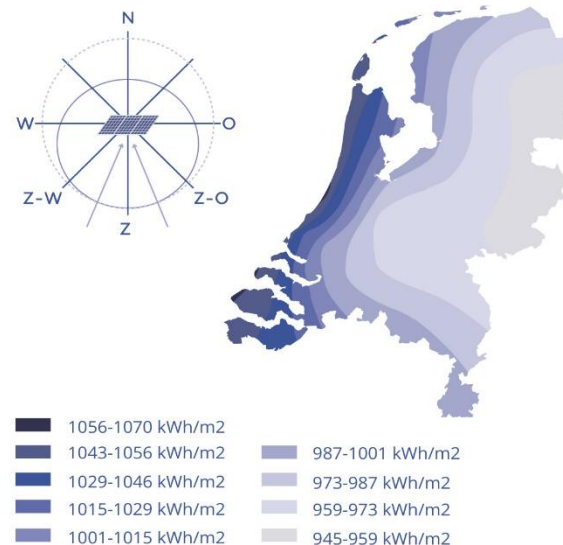 N
W
O
Z-W
Z-O
Z
1056-1070 kWh/m2
1043-1056 kWh/m2
1029-1046 kWh/m2
1015-1029 kWh/m2
1001-1015 kWh/m2
987-1001 kWh/m2
973-987 kWh/m2
959-973 kWh/m2
945-959 kWh/m2